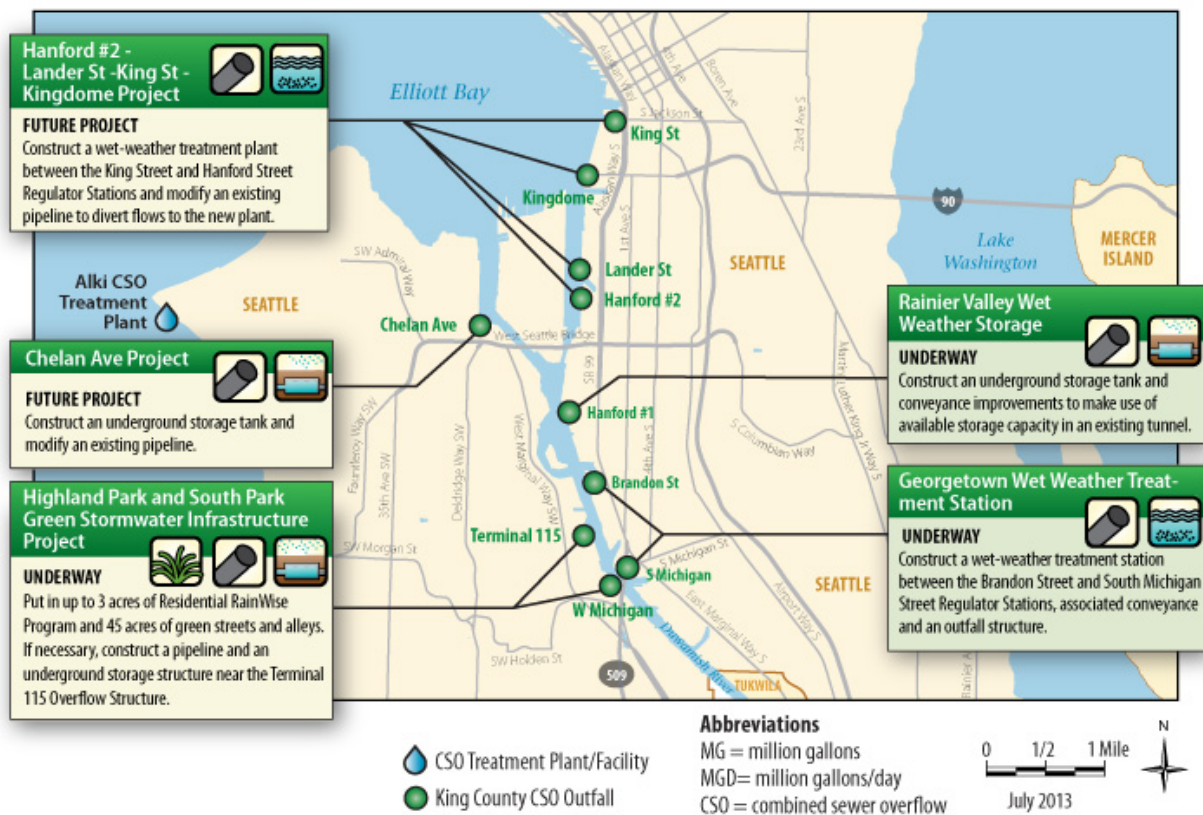 Hanford #2 -
Lander St -King St -
Kingdome Project
FUTURE PROJECT
Construct a wet-weather treatment plant
between the King Street and Hanford Street
Regulator Stations and modify an existing
pipeline to divert flows to the new plant.
Alki CSO
Treatment
Plant
SEATTLE
Chelan Ave Project
FUTURE PROJECT
Construct an underground storage tank and
modify an existing pipeline.
Highland Park and South Park
Green Stormwater Infrastructure
Project
UNDERWAY
Put in up to 3 acres of Residential RainWise
Program and 45 acres of green streets and alleys.
If necessary, construct a pipeline and an
underground storage structure near the Terminal
115 Overflow Structure.
Elliott Bay
Alaskan Way
4th Ave
Boren Ave
S Jackson St
23rd Ave S
King St
Kingdome
Alaskan Way S
1st Ave S
90
Lake
Washington
MERCER
ISLAND
SW Admiral Way
Lander St
SEATTLE
Hanford #2
Chelan Ave
West Seattle Bridge
SR 99
Martin Luther King Jr Way S
Hanford #1
S Columbian Way
4th Ave S
Fauntleroy Way SW
35th Ave SW
Deldridge Way SW
West Marginal Way SW
Brandon St
Terminal 115
SW Morgan St
S Michigan St
S Michigan
W Michigan
SEATTLE
Airport Way S
East Marginal Way S
Duwamish River
SW Holden St
509
TUKWILA
Rainier A
Rainier Valley Wet
Weather Storage
UNDERWAY
Construct an underground storage tank and
conveyance improvements to make use of
available storage capacity in an existing tunnel.
Georgetown Wet Weather Treat-
ment Station
UNDERWAY
Construct a wet-weather treatment station
between the Brandon Street and South Michigan
Street Regulator Stations, associated conveyance
and an outfall structure.
CSO Treatment Plant/Facility
King County CSO Outfall
Abbreviations
MG = million gallons
MGD= million gallons/day
CSO = combined sewer overflow
0 1/2 1 Mile
July 2013
N